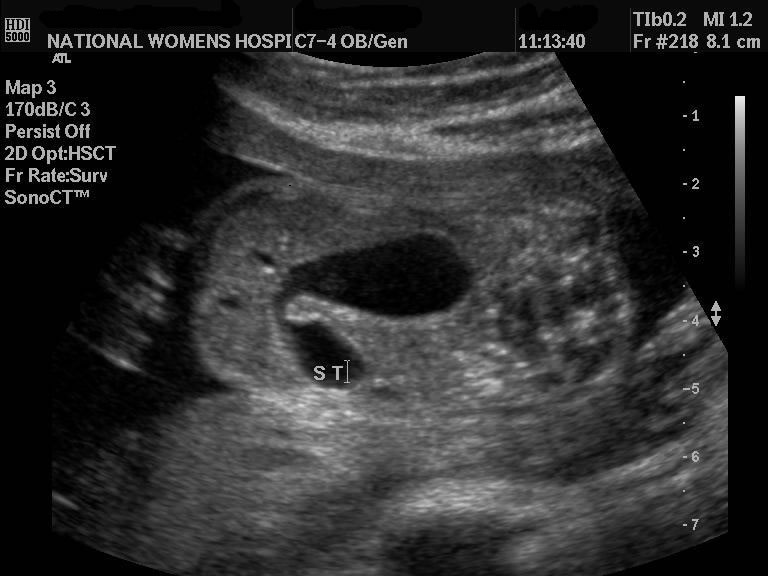 HDI
5000
TIb0.2 MI 1.2
NATIONAL WOMENS HOSPI C7-4 OB/Gen 11:13:40 Fr #218 8.1 cm
ATL
Map 3
170dB/C 3
Persist Off
2D Opt:HSCT
Fr Rate:Surv
SonoCT™
1
2
3
4
5
6
7
S T